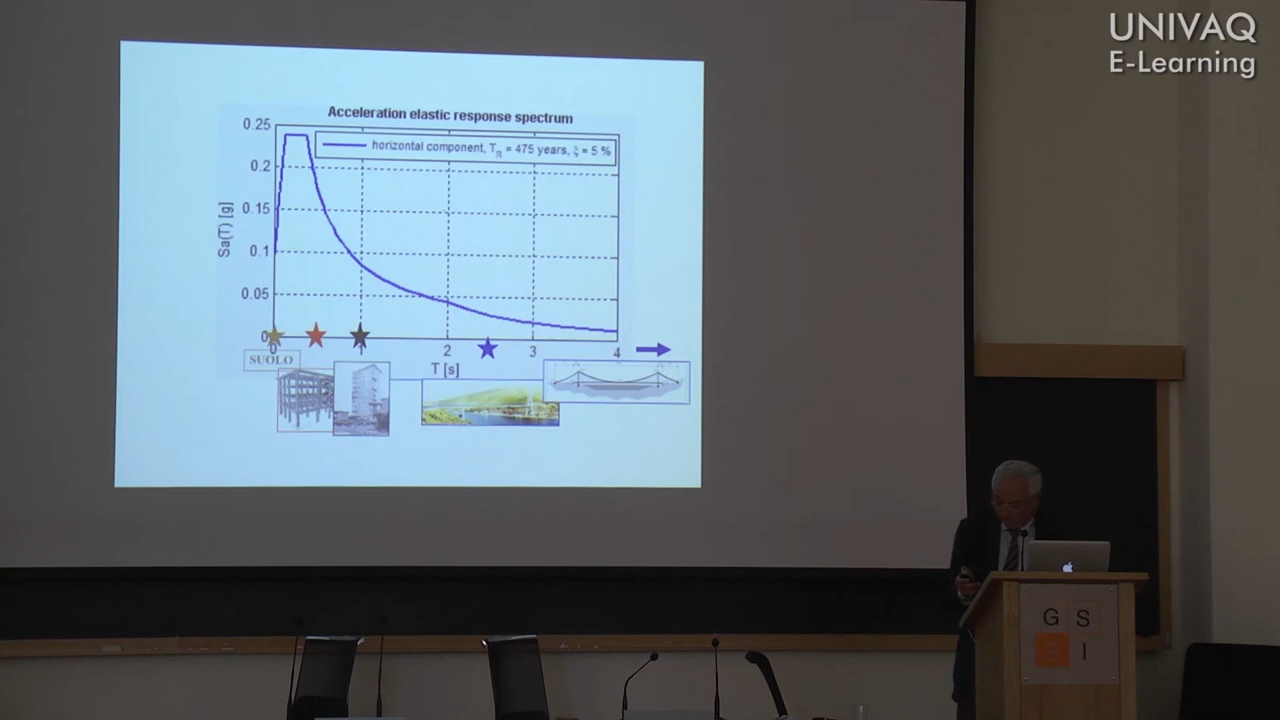 UNIVAQ
E-Learning
Acceleration elastic response spectrum
horizontal component, T_R = 475 years, ξ = 5 %
Sa(T) [g]
0.25
0.2
0.15
0.1
0.05
0
0
1
2
3
4
T [s]
SUOLO
G S
S I